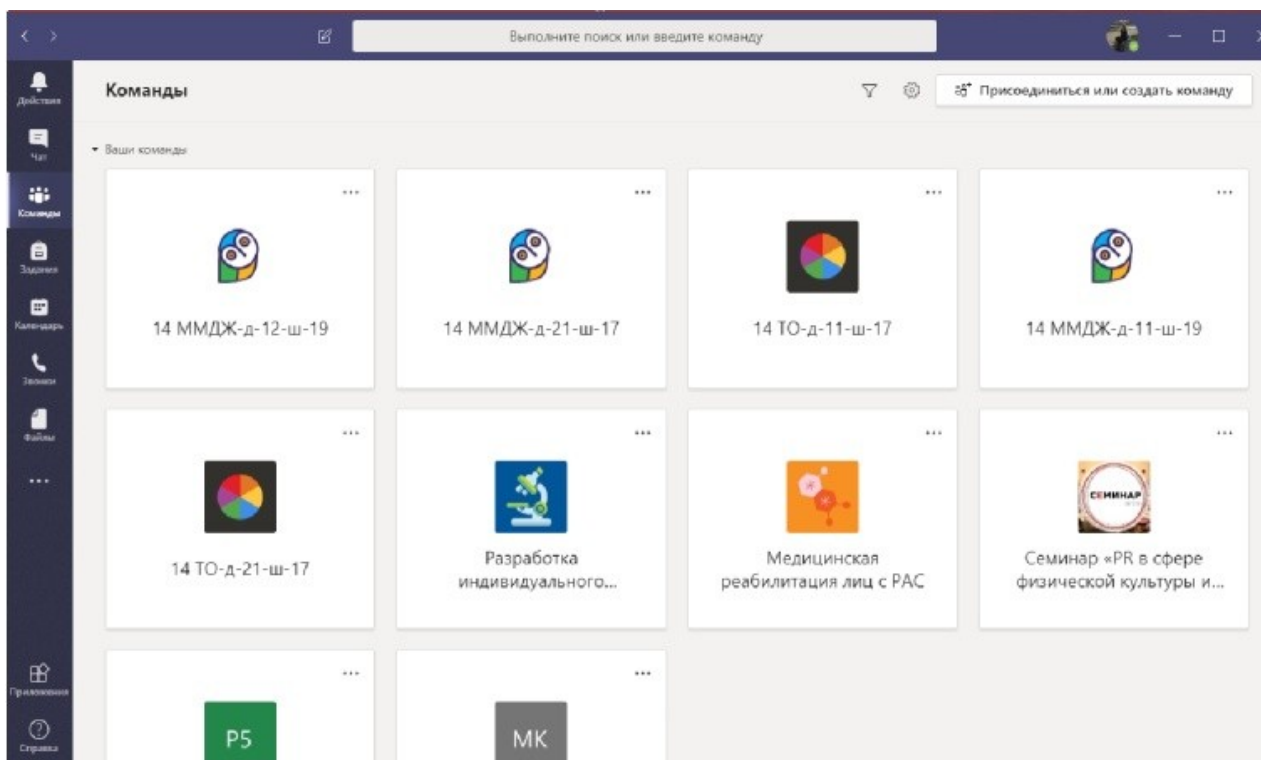 Выполните поиск или введите команду
Действия
Чат
Команды
Задания
Календарь
Звонки
Файлы
Приложения
Справка
Команды
Присоединиться или создать команду
Ваши команды
14 ММДЖ-д-12-ш-19
14 ММДЖ-д-21-ш-17
14 ТО-д-11-ш-17
14 ММДЖ-д-11-ш-19
14 ТО-д-21-ш-17
Разработка
индивидуального...
Медицинская
реабилитация лиц с РАС
СЕМИНАР
Семинар «PR в сфере
физической культуры и...
Р5
МК